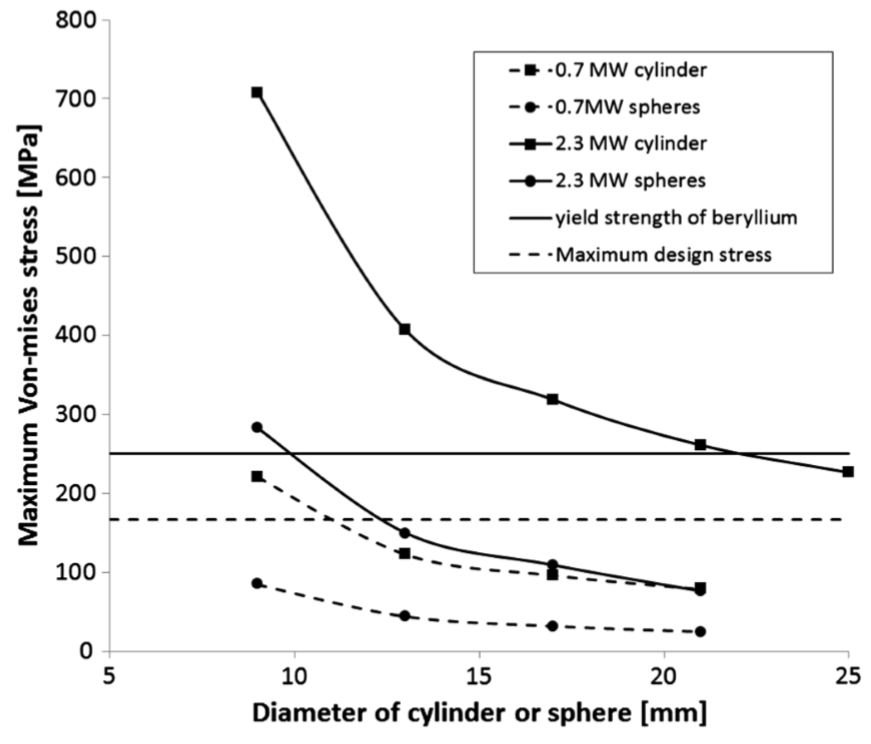 800
700
600
500
400
300
200
100
0
Maximum Von-mises stress [MPa]
0.7 MW cylinder
0.7MW spheres
2.3 MW cylinder
2.3 MW spheres
yield strength of beryllium
Maximum design stress
5
10
15
20
25
Diameter of cylinder or sphere [mm]